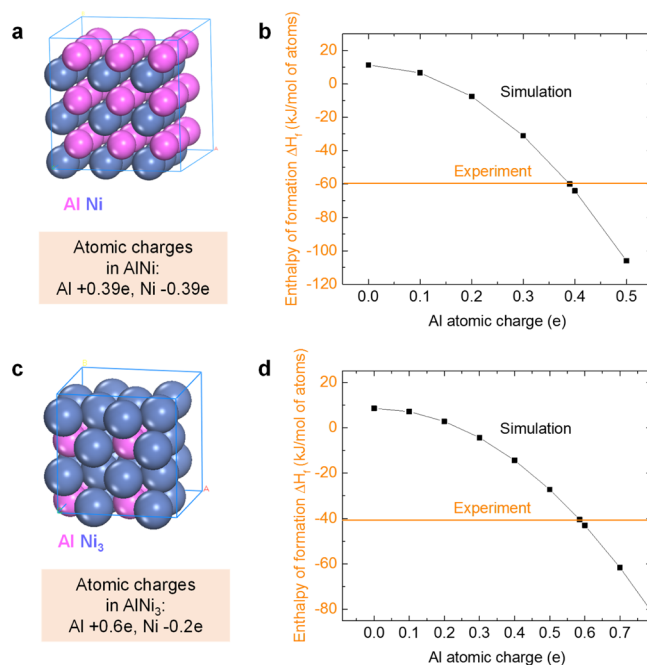 a
Al Ni
Atomic charges
in AlNi:
Al +0.39e, Ni -0.39e
b
Enthalpy of formation ΔHf (kJ/mol of atoms)
20
0
-20
-40
-60
-80
-100
-120
Simulation
Experiment
0.0 0.1 0.2 0.3 0.4 0.5
Al atomic charge (e)
c
A
Al Ni3
Atomic charges
in AlNi3:
Al +0.6e, Ni -0.2e
d
Enthalpy of formation ΔHf (kJ/mol of atoms)
20
0
-20
-40
-60
-80
Simulation
Experiment
0.0 0.1 0.2 0.3 0.4 0.5 0.6 0.7
Al atomic charge (e)